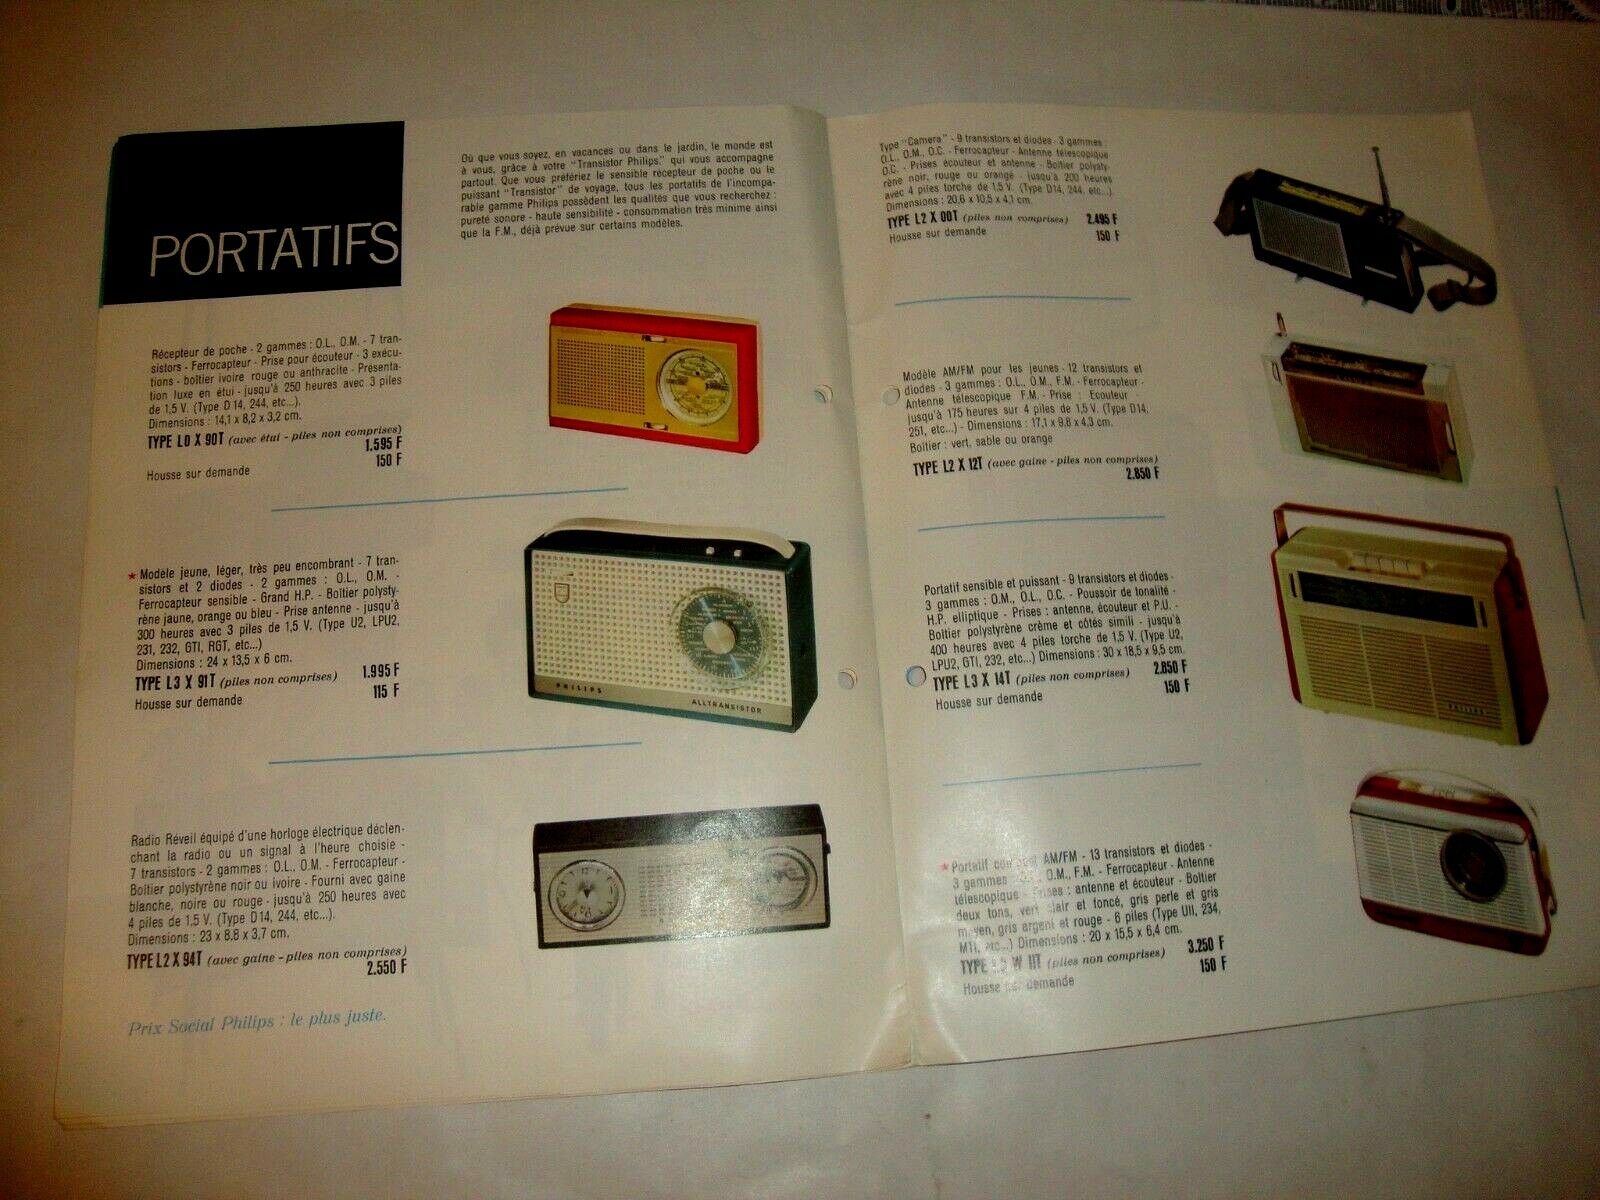 PORTATIFS
Où que vous soyez, en vacances ou dans le jardin, le monde est
à vous, grâce à votre "Transistor Philips," qui vous accompagne
partout. Que vous préfériez le sensible récepteur de poche ou le
puissant "Transistor" de voyage, tous les portatifs de l'incompa-
rable gamme Philips possèdent les qualités que vous recherchez :
pureté sonore - haute sensibilité - consommation très minime ainsi
que la F.M., déjà prévue sur certains modèles.
Récepteur de poche - 2 gammes : O.L., O.M. - 7 tran-
sistors - Ferrocapteur - Prise pour écouteur - 3 exécu-
tions - boîtier ivoire rouge ou anthracite - Présenta-
tion luxe en étui - jusqu'à 250 heures avec 3 piles
de 1,5 V. (Type D 14, 244, etc...).
Dimensions : 14,1 x 8,2 x 3,2 cm.
TYPE L0 X 90T (avec étui - piles non comprises)
1.595 F
Housse sur demande 150 F
★ Modèle jeune, léger, très peu encombrant - 7 tran-
sistors et 2 diodes - 2 gammes : O.L., O.M. -
Ferrocapteur sensible - Grand H.P. - Boîtier polysty-
rène jaune, orange ou bleu - Prise antenne - jusqu'à
300 heures avec 3 piles de 1,5 V. (Type U2, LPU2,
231, 232, GTI, RGT, etc...)
Dimensions : 24 x 13,5 x 6 cm.
TYPE L3 X 91T (piles non comprises) 1.995 F
Housse sur demande 115 F
PHILIPS
ALLTRANSISTOR
Radio Réveil équipé d'une horloge électrique déclen-
chant la radio ou un signal à l'heure choisie -
7 transistors - 2 gammes : O.L., O.M. - Ferrocapteur -
Boîtier polystyrène noir ou ivoire - Fourni avec gaine
blanche, noire ou rouge - jusqu'à 250 heures avec
4 piles de 1,5 V. (Type D14, 244, etc...).
Dimensions : 23 x 8,8 x 3,7 cm.
TYPE L2 X 94T (avec gaine - piles non comprises)
2.550 F
Prix Social Philips : le plus juste.
Type "Camera" - 9 transistors et diodes - 3 gammes :
O.L., O.M., O.C. - Ferrocapteur - Antenne télescopique
O.C. - Prises écouteur et antenne - Boîtier polysty-
rène noir, rouge ou orange - jusqu'à 200 heures
avec 4 piles torche de 1,5 V. (Type D14, 244, etc...)
Dimensions : 20,6 x 10,5 x 4,1 cm.
TYPE L2 X 00T (piles non comprises) 2.495 F
Housse sur demande 150 F
Modèle AM/FM pour les jeunes - 12 transistors et
diodes - 3 gammes : O.L., O.M., F.M. - Ferrocapteur -
Antenne télescopique F.M. - Prise : Ecouteur -
jusqu'à 175 heures sur 4 piles de 1,5 V. (Type D14,
251, etc...) - Dimensions : 17,1 x 9,8 x 4,3 cm.
Boîtier : vert, sable ou orange
TYPE L2 X 12T (avec gaine - piles non comprises)
2.850 F
Portatif sensible et puissant - 9 transistors et diodes -
3 gammes : O.M., O.L., O.C. - Poussoir de tonalité -
H.P. elliptique - Prises : antenne, écouteur et P.U. -
Boîtier polystyrène crème et côtés simili - jusqu'à
400 heures avec 4 piles torche de 1,5 V. (Type U2,
LPU2, GTI, 232, etc...) Dimensions : 30 x 18,5 x 9,5 cm.
TYPE L3 X 14T (piles non comprises) 2.850 F
Housse sur demande 150 F
PHILIPS
★ Portatif AM/FM - 13 transistors et diodes -
3 gammes O.M., F.M. - Ferrocapteur - Antenne
télescopique - Prises : antenne et écouteur - Boîtier
deux tons, vert clair et foncé, gris perle et gris
moyen, gris argent et rouge - 6 piles (Type UII, 234,
MTI, etc...) Dimensions : 20 x 15,5 x 6,4 cm.
TYPE W 11T (piles non comprises) 3.250 F
Housse sur demande 150 F